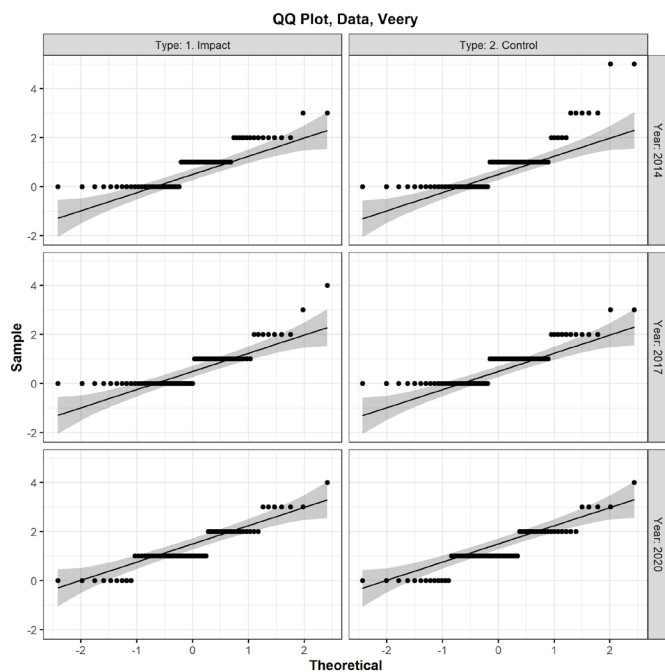 QQ Plot, Data, Veery
Type: 1. Impact
Type: 2. Control
4
2
0
-2
Year: 2014
4
2
0
-2
Year: 2017
4
2
0
-2
Year: 2020
Sample
-2
-1
0
1
2
-2
-1
0
1
2
Theoretical